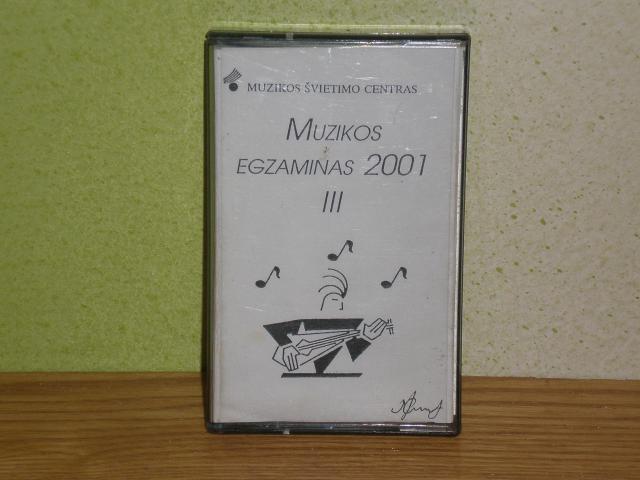 MUZIKOS ŠVIETIMO CENTRAS
MUZIKOS
EGZAMINAS 2001
III